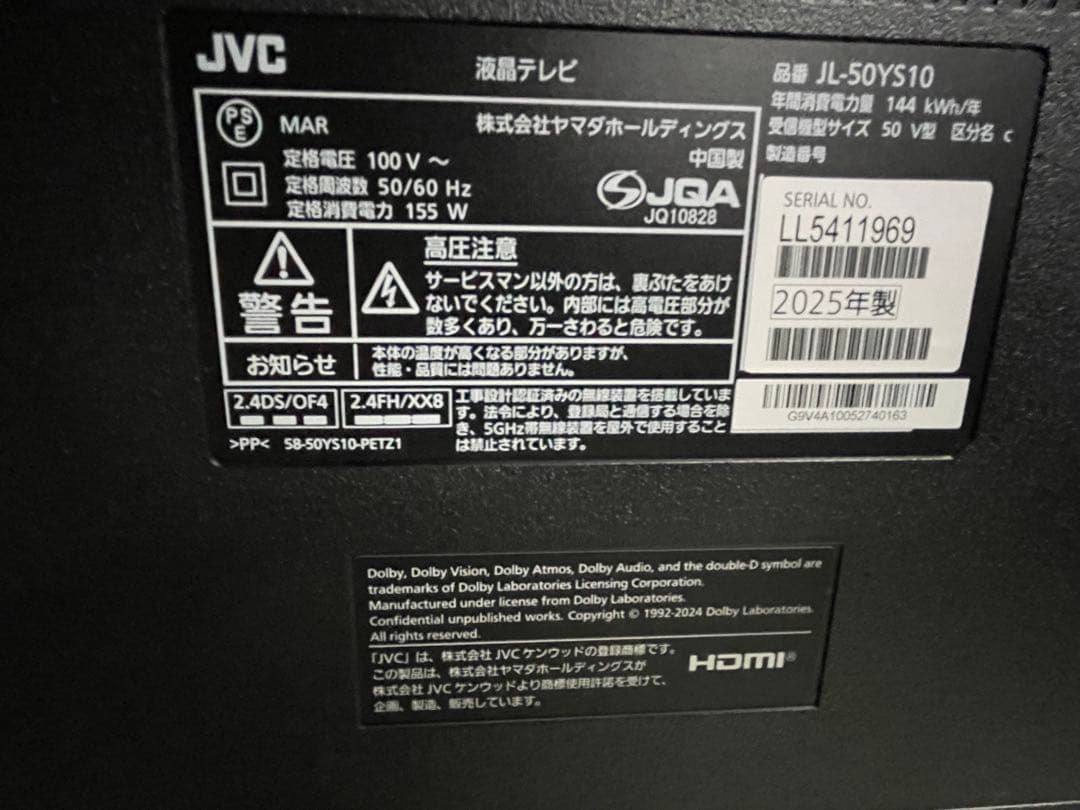 JVC
液晶テレビ
品番 JL-50YS10
年間消費電力量 144 kWh/年
受信機型サイズ 50 V型 区分名 c
製造番号
PSE
MAR
株式会社ヤマダホールディングス
中国製
定格電圧 100 V ～
定格周波数 50/60 Hz
定格消費電力 155 W
JQA
JQ10828
SERIAL NO.
LL5411969
2025年製
G9V4A10052740163
警告
高圧注意
サービスマン以外の方は、裏ぶたをあけ
ないでください。内部には高電圧部分が
数多くあり、万一さわると危険です。
お知らせ
本体の温度が高くなる部分がありますが、
性能・品質には問題ありません。
2.4DS/OF4
2.4FH/XX8
工事設計認証済みの無線装置を搭載していま
す。法令により、登録局と通信する場合を除
き、5GHz帯無線装置を屋外で使用すること
は禁止されています。
>PP< S8-50YS10-PETZ1
Dolby, Dolby Vision, Dolby Atmos, Dolby Audio, and the double-D symbol are
trademarks of Dolby Laboratories Licensing Corporation.
Manufactured under license from Dolby Laboratories.
Confidential unpublished works. Copyright © 1992-2024 Dolby Laboratories.
All rights reserved.
「JVC」は、株式会社 JVC ケンウッドの登録商標です。
この製品は、株式会社ヤマダホールディングスが
株式会社 JVC ケンウッドより商標使用許諾を受けて、
企画、製造、販売しています。
HDMI®